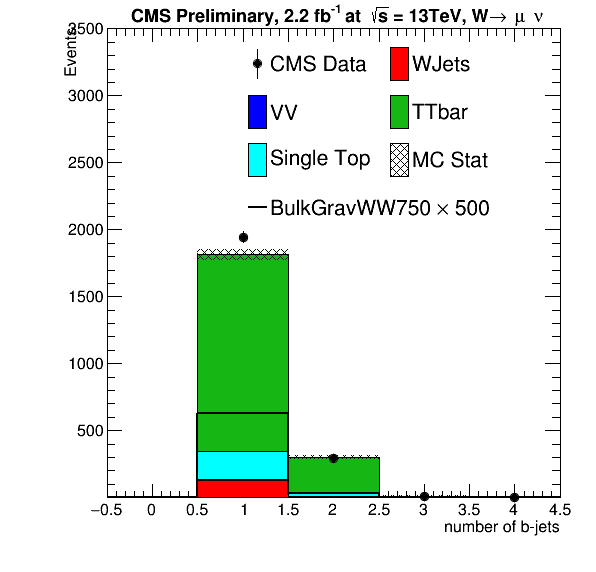 CMS Preliminary, 2.2 fb⁻¹ at √s = 13TeV, W→ μ ν
Events
3500
3000
2500
2000
1500
1000
500
CMS Data
WJets
VV
TTbar
Single Top
MC Stat
BulkGravWW750 × 500
−0.5 0 0.5 1 1.5 2 2.5 3 3.5 4 4.5
number of b-jets